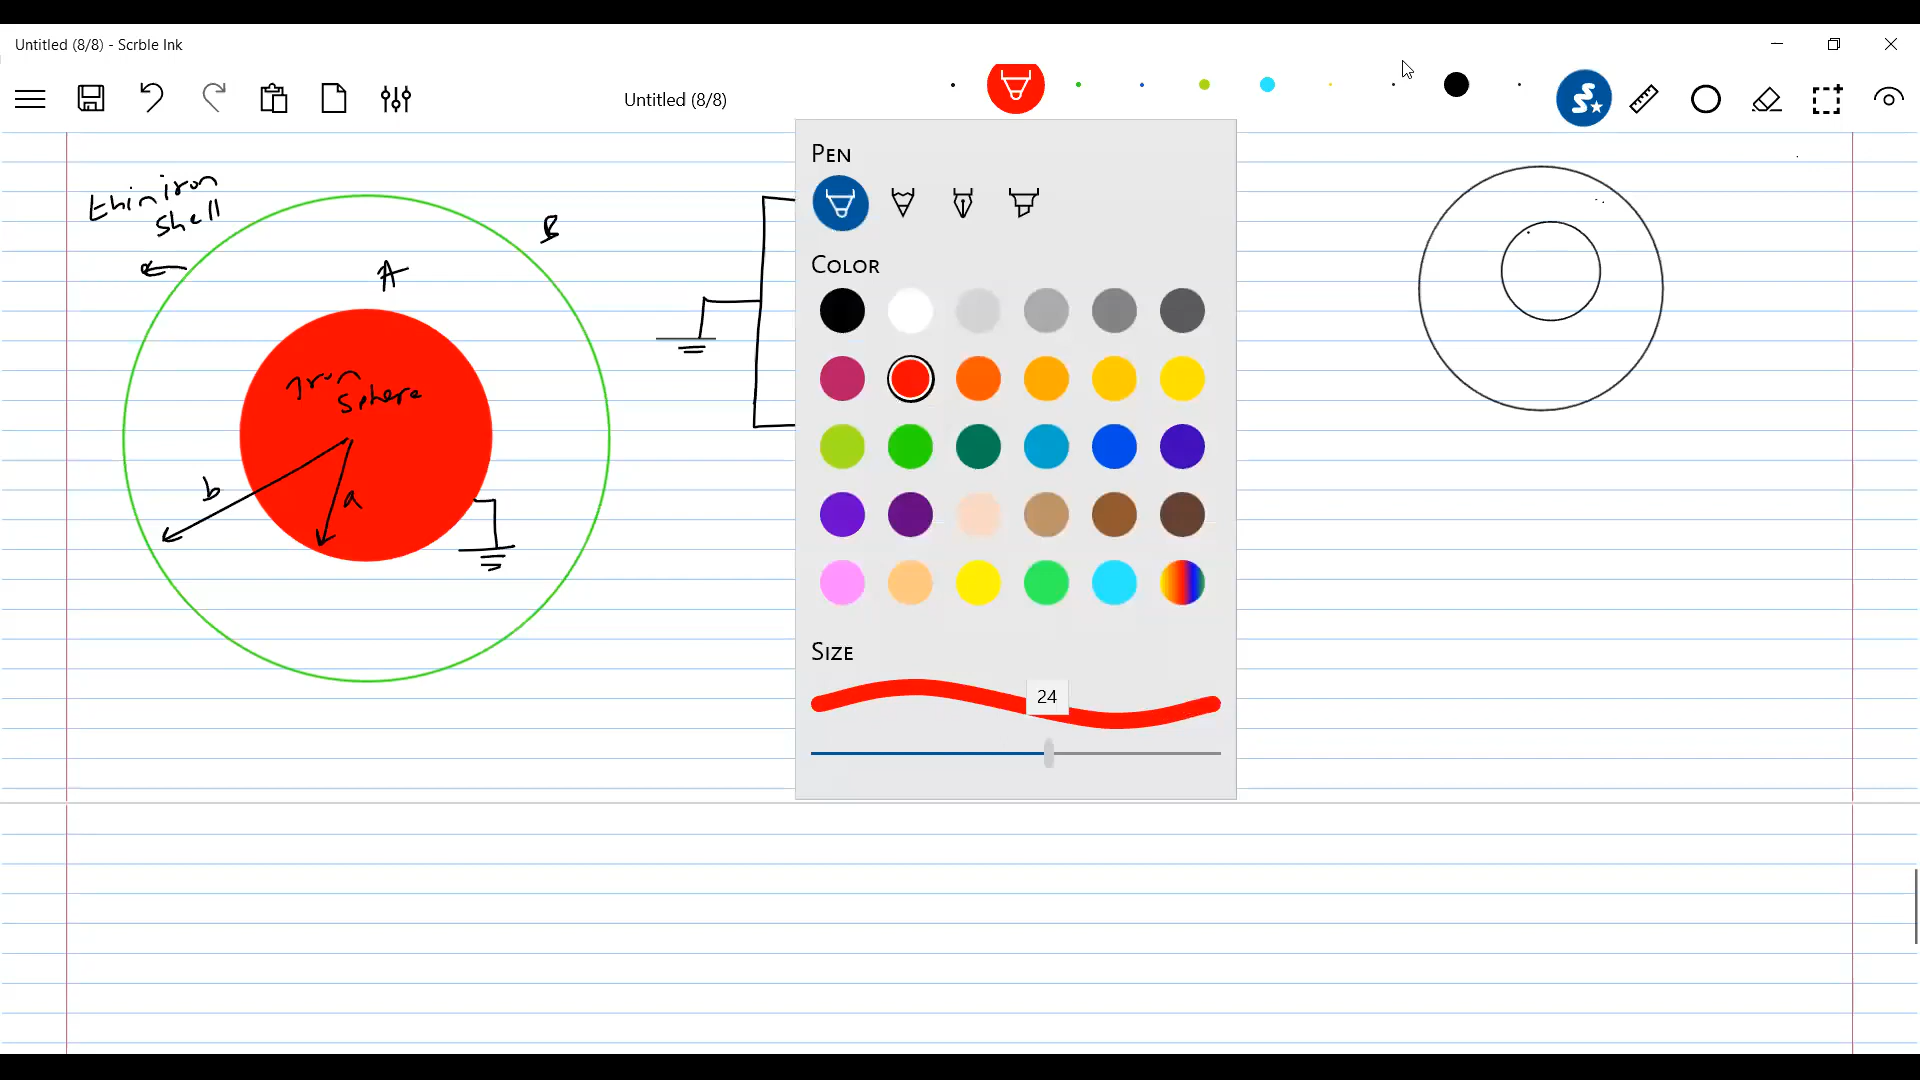 Untitled (8/8) - Scrble Ink
Untitled (8/8)
Pen
Color
Size
24
thin iron
shell
B
A
Iron
Sphere
b
a